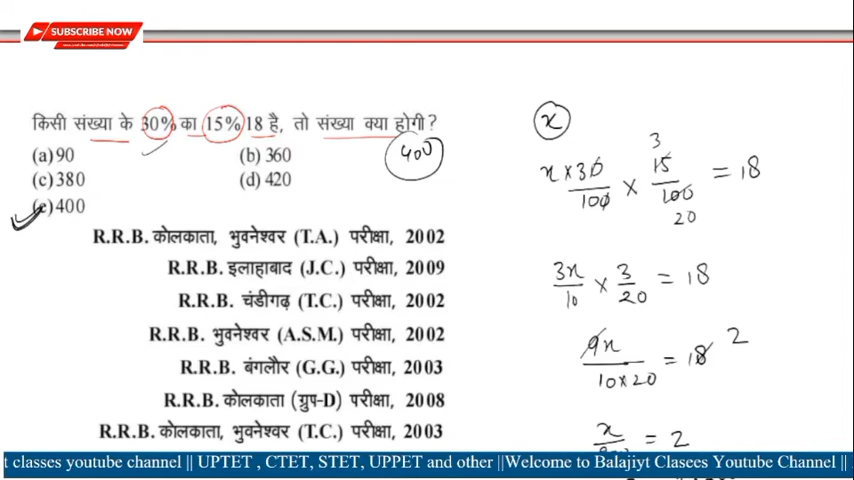 SUBSCRIBE NOW
किसी संख्या के 30% का 15% 18 है, तो संख्या क्या होगी?
(a) 90 (b) 360
(c) 380 (d) 420
(e) 400
400
R.R.B. कोलकाता, भुवनेश्वर (T.A.) परीक्षा, 2002
R.R.B. इलाहाबाद (J.C.) परीक्षा, 2009
R.R.B. चंडीगढ़ (T.C.) परीक्षा, 2002
R.R.B. भुवनेश्वर (A.S.M.) परीक्षा, 2002
R.R.B. बंगलौर (G.G.) परीक्षा, 2003
R.R.B. कोलकाता (ग्रुप-D) परीक्षा, 2008
R.R.B. कोलकाता, भुवनेश्वर (T.C.) परीक्षा, 2003
x
3
x × 30 15 = 18
100 × 100
20
3x/10 × 3/20 = 18
9x = 18 2
10×20
x = 2
t classes youtube channel || UPTET , CTET, STET, UPPET and other ||Welcome to Balajiyt Clasees Youtube Channel ||